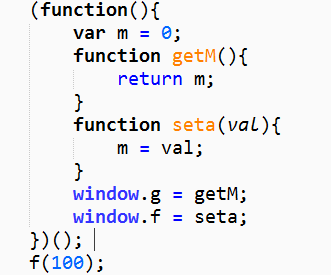 (function(){
    var m = 0;
    function getM(){
        return m;
    }
    function seta(val){
        m = val;
    }
    window.g = getM;
    window.f = seta;
})();
f(100);